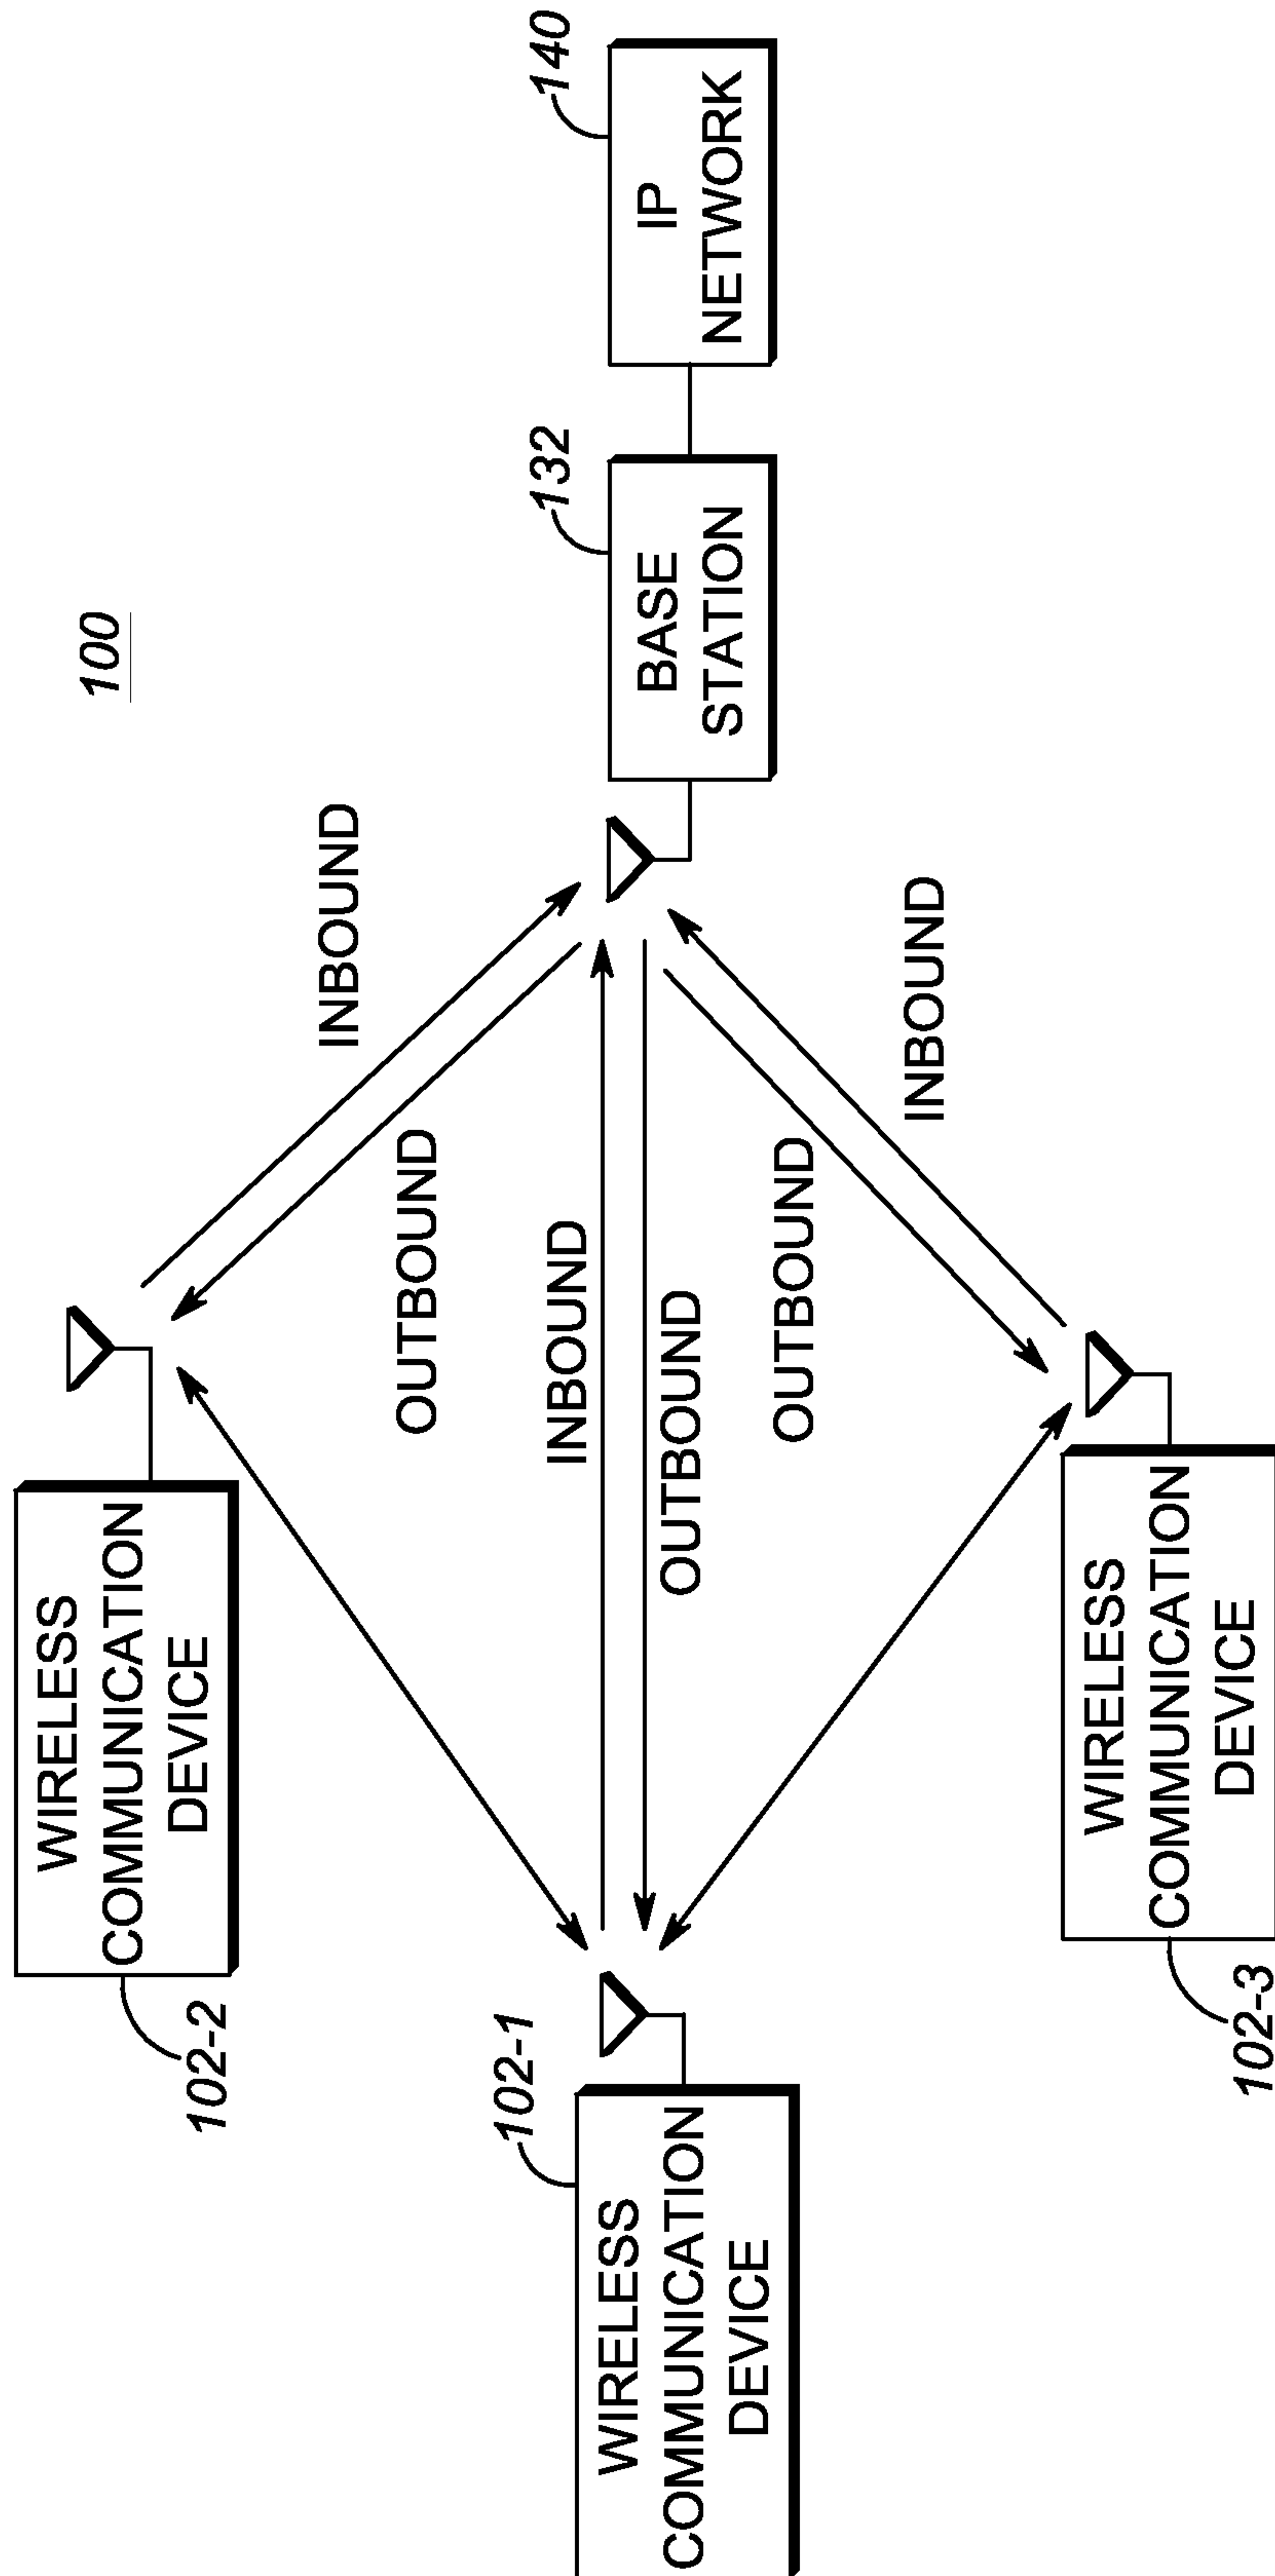 100
102-2
WIRELESS
COMMUNICATION
DEVICE
INBOUND
OUTBOUND
102-1
WIRELESS
COMMUNICATION
DEVICE
INBOUND
OUTBOUND
132
BASE
STATION
140
IP
NETWORK
OUTBOUND
INBOUND
102-3
WIRELESS
COMMUNICATION
DEVICE